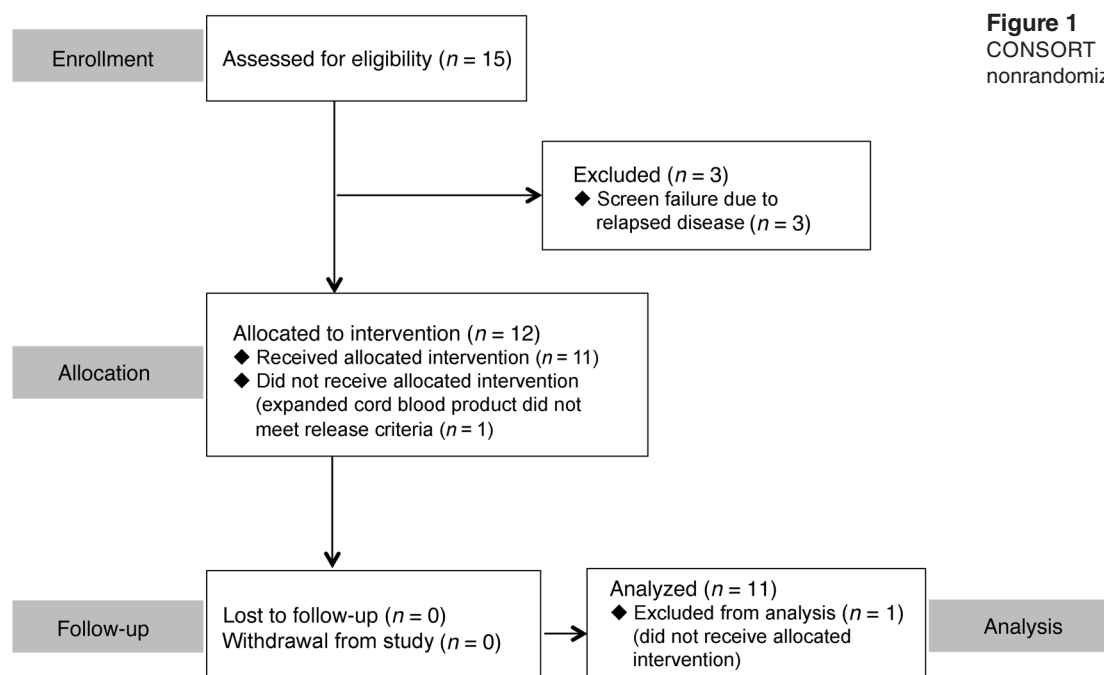 Figure 1
CONSORT
Enrollment
Assessed for eligibility (n = 15)
Excluded (n = 3)
◆ Screen failure due to
relapsed disease (n = 3)
Allocation
Allocated to intervention (n = 12)
◆ Received allocated intervention (n = 11)
◆ Did not receive allocated intervention
(expanded cord blood product did not
meet release criteria (n = 1)
Follow-up
Lost to follow-up (n = 0)
Withdrawal from study (n = 0)
Analyzed (n = 11)
◆ Excluded from analysis (n = 1)
(did not receive allocated
intervention)
Analysis